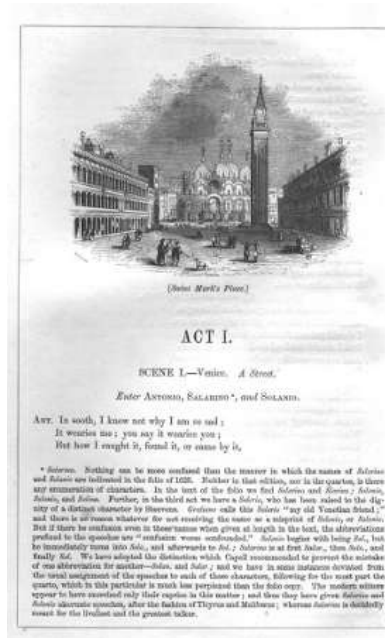 [Saint Mark's Place.]
ACT I.
SCENE I.—Venice. A Street.
Enter ANTONIO, SALARINO a, and SOLANIO.
ANT. In sooth, I know not why I am so sad:
It wearies me; you say it wearies you;
But how I caught it, found it, or came by it,
a Salarino. Nothing can be more confused than the manner in which the names of Salarino
and Solanio are indicated in the folio of 1623. Neither in that edition, nor in the quartos, is there
any enumeration of characters. In the text of the folio we find Salarino and Slarino; Solanio,
Salanio, and Salino. Further, in the third act we have a Salerio, who has been raised to the dig-
nity of a distinct character by Steevens. Gratiano calls this Salerio "my old Venetian friend;"
and there is no reason whatever for not receiving the name as a misprint of Solanio, or Salanio.
But if there be confusion even in these names when given at length in the text, the abbreviations
prefixed to the speeches are "confusion worse confounded." Salanio begins with being Sal., but
he immediately turns into Sola., and afterwards to Sol.; Salarino is at first Salar., then Sala., and
finally Sal. We have adopted the distinction which Capell recommended to prevent the mistake
of one abbreviation for another—Solan. and Salar.; and we have in some instances deviated from
the usual assignment of the speeches to each of these characters, following for the most part the
quarto, which in this particular is much less perplexed than the folio copy. The modern editors
appear to have exercised only their caprice in this matter; and thus they have given Salarino and
Solanio alternate speeches, after the fashion of Tityrus and Melibœus; whereas Salarino is decidedly
meant for the liveliest and the greatest talker.